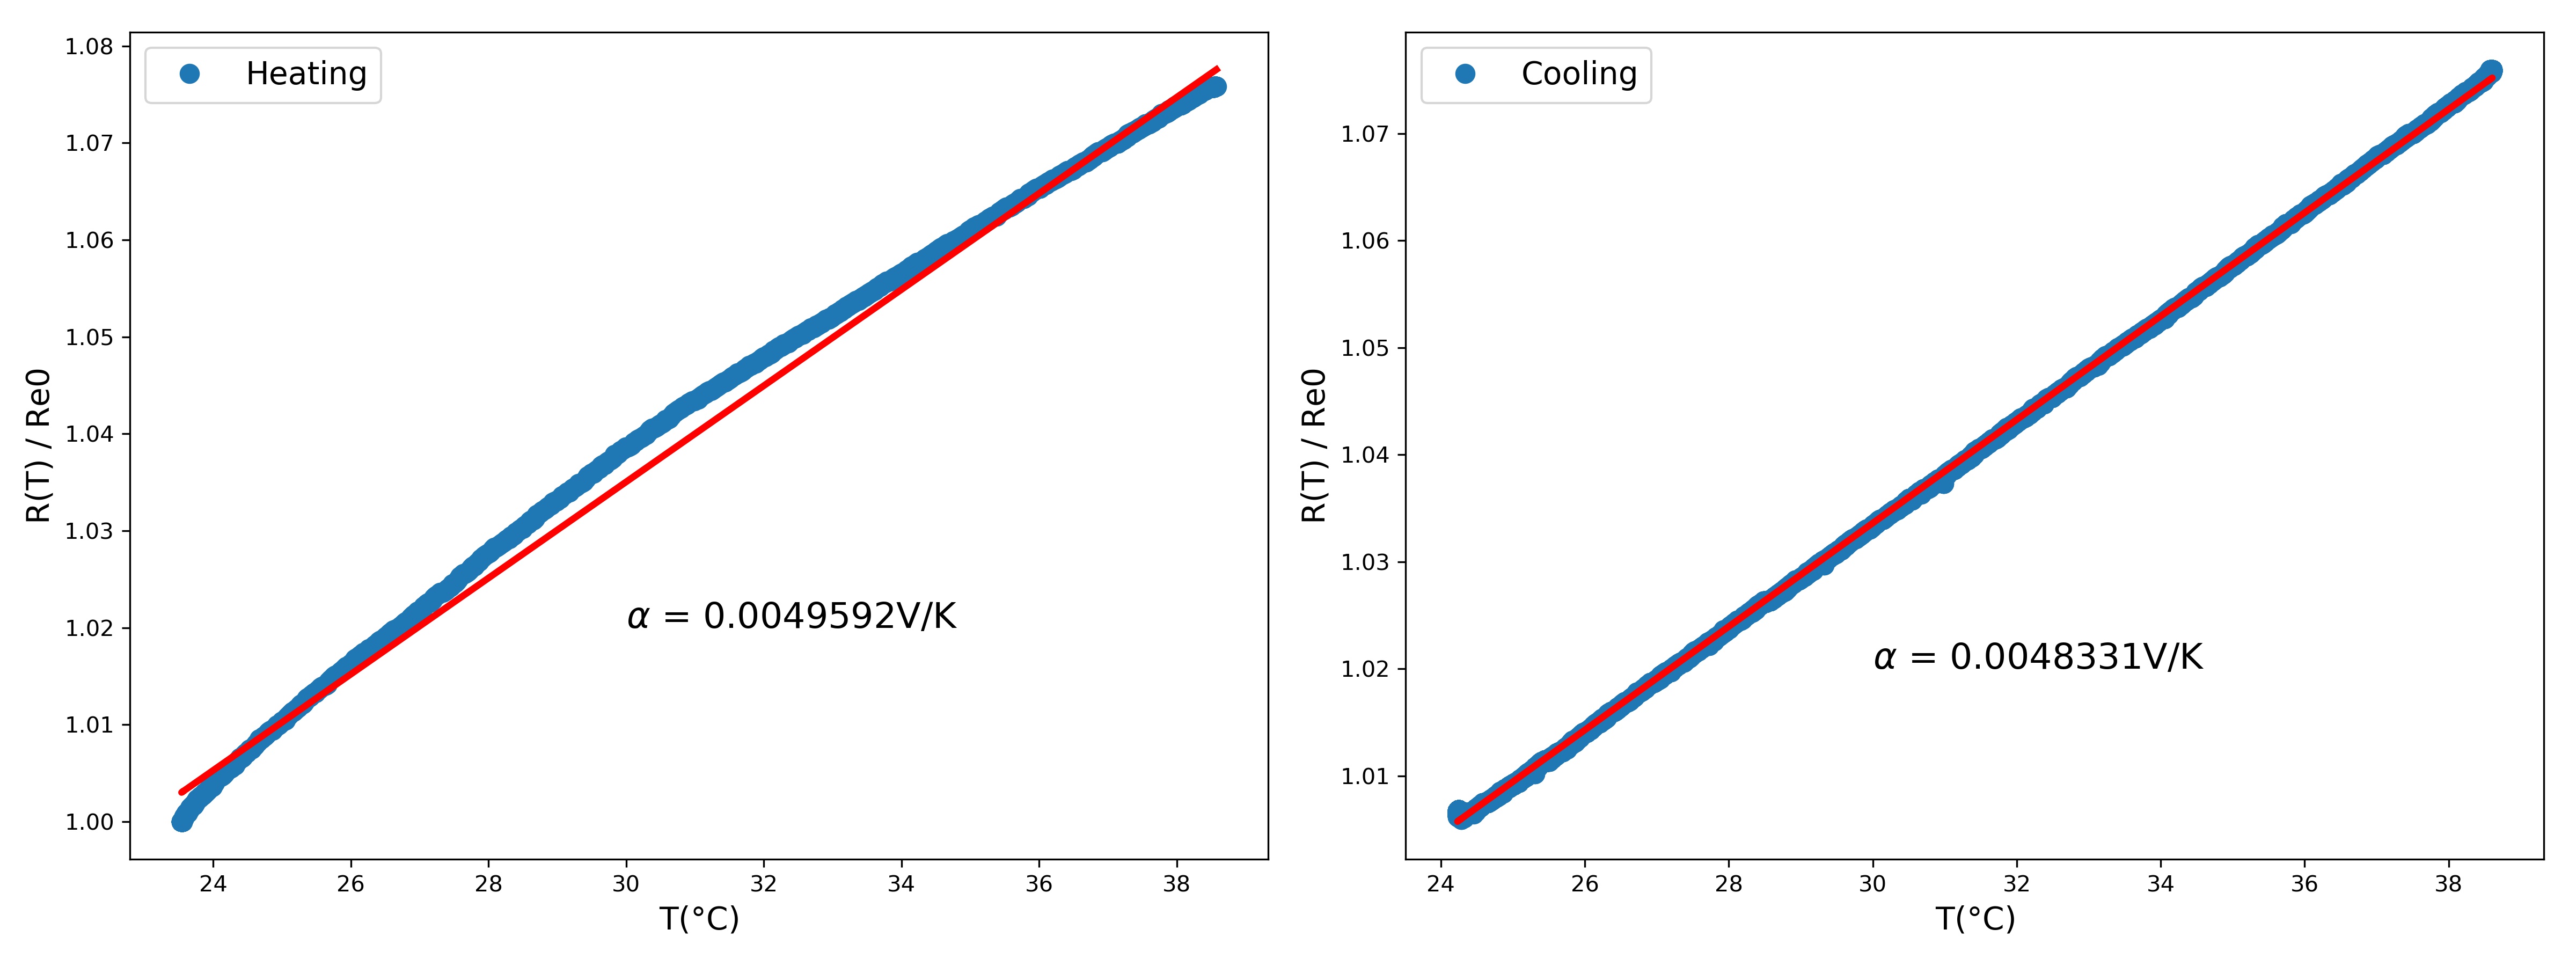 Heating
1.08
1.07
1.06
1.05
1.04
1.03
1.02
1.01
1.00
R(T) / Re0
α = 0.0049592V/K
24 26 28 30 32 34 36 38
T(°C)
Cooling
1.07
1.06
1.05
1.04
1.03
1.02
1.01
R(T) / Re0
α = 0.0048331V/K
24 26 28 30 32 34 36 38
T(°C)